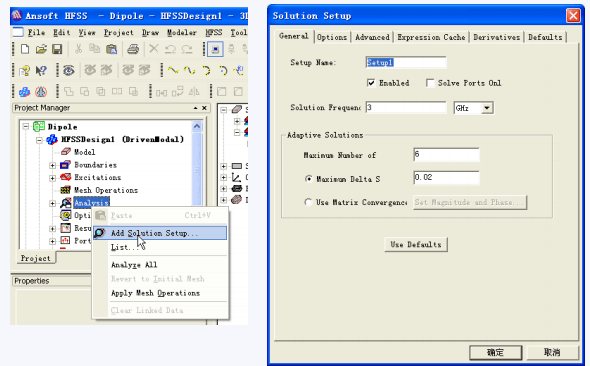 Ansoft HFSS - Dipole - HFSSDesign1 - 3I
File Edit View Project Draw Modeler HFSS Tool
Project Manager
Dipole
HFSSDesign1 (DrivenModal)
Model
Boundaries
Excitations
Mesh Operations
Analysis
Opti
Resu
Port
Paste Ctrl+V
Add Solution Setup...
List...
Analyze All
Revert to Initial Mesh
Apply Mesh Operations
Clear Linked Data
Project
Properties
Solution Setup
General Options Advanced Expression Cache Derivatives Defaults
Setup Name: Setup1
Enabled Solve Ports Onl
Solution Frequenc 3 GHz
Adaptive Solutions
Maximum Number of 6
Maximum Delta S 0.02
Use Matrix Convergence Set Magnitude and Phase...
Use Defaults
确定 取消